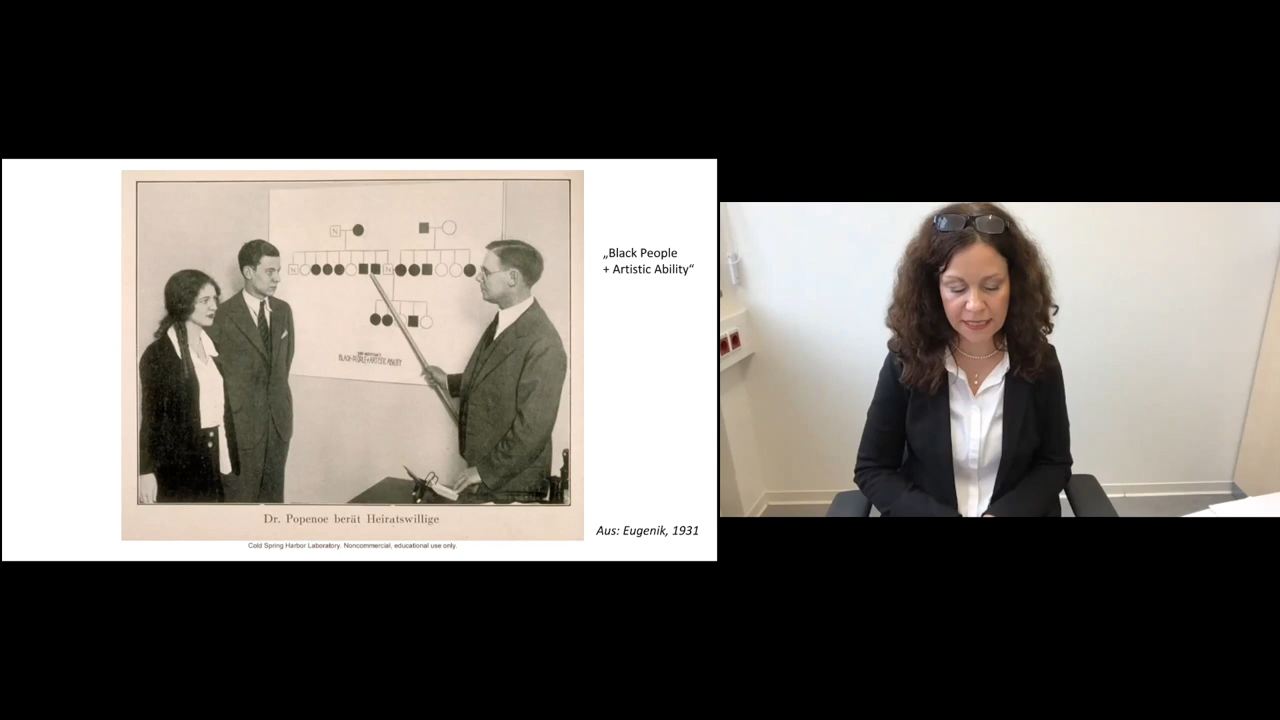 N
N
N
BLACK PEOPLE + ARTISTIC ABILITY
Dr. Popenoe berät Heiratswillige
Cold Spring Harbor Laboratory. Noncommercial, educational use only.
„Black People
+ Artistic Ability“
Aus: Eugenik, 1931